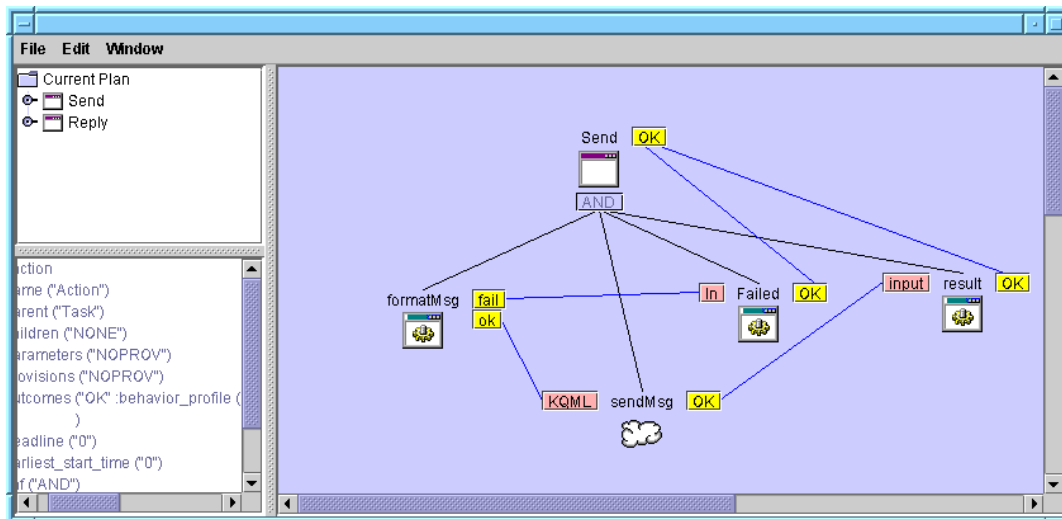 File Edit Window
Current Plan
Send
Reply
ction
ame ("Action")
arent ("Task")
ildren ("NONE")
arameters ("NOPROV")
ovisions ("NOPROV")
utcomes ("OK" :behavior_profile (
)
eadline ("0")
arliest_start_time ("0")
f ("AND")
Send OK
AND
formatMsg fail
ok
In Failed OK
input result OK
KQML sendMsg OK